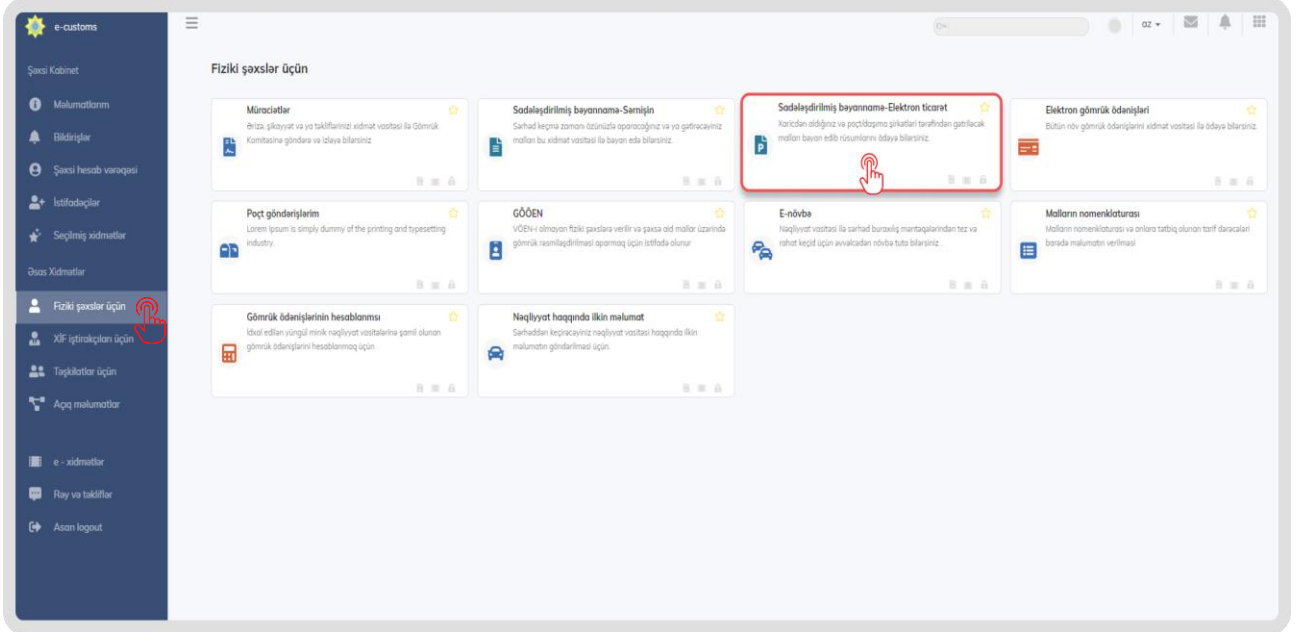 e-customs
az
Şəxsi Kabinet
Məlumatlarım
Bildirişlər
Şəxsi hesab vərəqəsi
İstifadəçilər
Seçilmiş xidmətlər
Əsas Xidmətlər
Fiziki şəxslər üçün
XİF iştirakçıları üçün
Təşkilatlar üçün
Açıq məlumatlar
e - xidmətlər
Rəy və təkliflər
Asan logout
Fiziki şəxslər üçün
Müraciətlər
Ərizə, şikayyət və ya təkliflərinizi xidmət vasitəsi ilə Gömrük
Komitəsinə göndərə və izləyə bilərsiniz
Sadələşdirilmiş bəyannamə-Sərnişin
Sərhəd keçmə zamanı özünüzlə aparacağınız və ya gətirəcəyiniz
malları bu xidmət vasitəsi ilə bəyan edə bilərsiniz.
Sadələşdirilmiş bəyannamə-Elektron ticarət
Xaricdən aldığınız və poçt/daşıma şirkətləri tərəfindən gətiriləcək
malları bəyan edib rüsumlarını ödəyə bilərsiniz.
Elektron gömrük ödənişləri
Bütün növ gömrük ödənişlərini xidmət vasitəsi ilə ödəyə bilərsiniz.
Poçt göndərişlərim
Lorem Ipsum is simply dummy of the printing and typesetting
industry.
GÖÖEN
VÖEN-i olmayan fiziki şəxslərə verilir və şəxsə aid mallar üzərində
gömrük rəsmiləşdirilməsi aparmaq üçün istifadə olunur
E-növbə
Nəqliyyat vasitəsi ilə sərhəd buraxılış məntəqələrindən tez və
rahat keçid üçün əvvəlcədən növbə tuta bilərsiniz.
Malların nomenklaturası
Malların nomenklaturası və onlara tətbiq olunan tarif dərəcələri
barədə məlumatın verilməsi
Gömrük ödənişlərinin hesablanmsı
İdxal edilən yüngül minik nəqliyyat vasitələrinə şamil olunan
gömrük ödənişlərini hesablanmaq üçün
Nəqliyyat haqqında ilkin məlumat
Sərhəddən keçirəcəyiniz nəqliyyat vasitəsi haqqında ilkin
məlumatın göndərilməsi üçün.